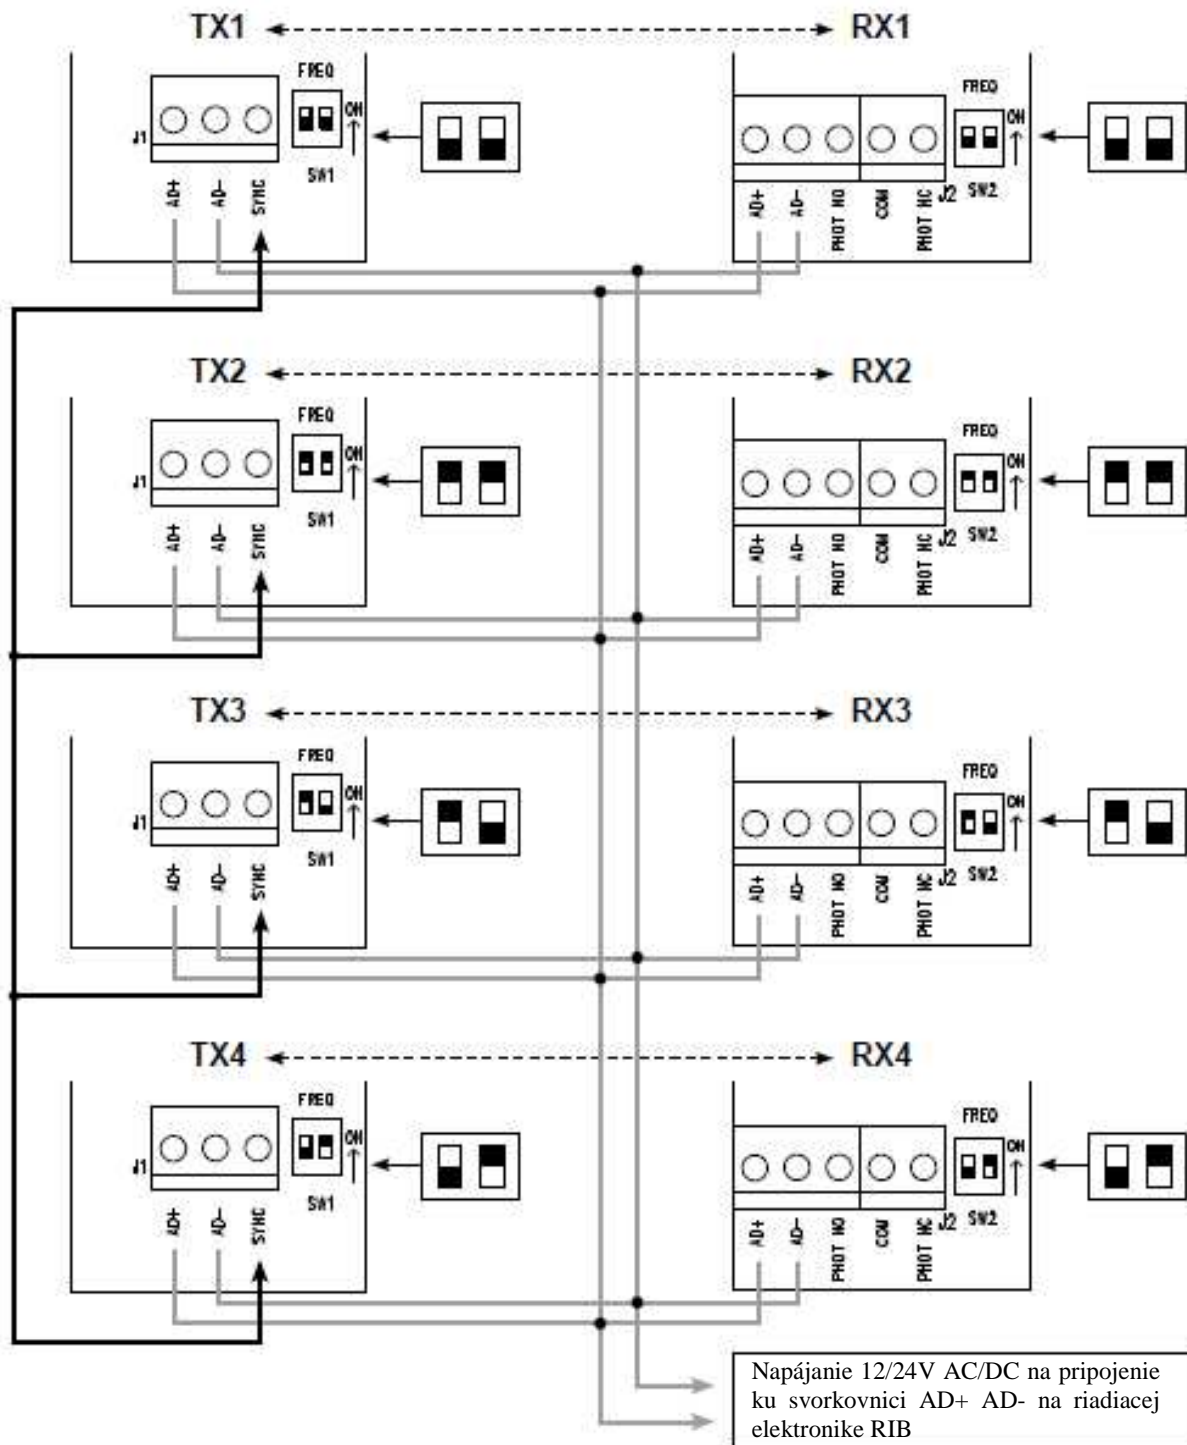 TX1 RX1
FREQ
ON
J1
SW1
AD+ AD- SYNC
FREQ
ON
J2 SW2
AD+ AD- PHOT NO COM PHOT NC
TX2 RX2
FREQ
ON
J1
SW1
AD+ AD- SYNC
FREQ
ON
J2 SW2
AD+ AD- PHOT NO COM PHOT NC
TX3 RX3
FREQ
ON
J1
SW1
AD+ AD- SYNC
FREQ
ON
J2 SW2
AD+ AD- PHOT NO COM PHOT NC
TX4 RX4
FREQ
ON
J1
SW1
AD+ AD- SYNC
FREQ
ON
J2 SW2
AD+ AD- PHOT NO COM PHOT NC
Napájanie 12/24V AC/DC na pripojenie
ku svorkovnici AD+ AD- na riadiacej
elektronike RIB